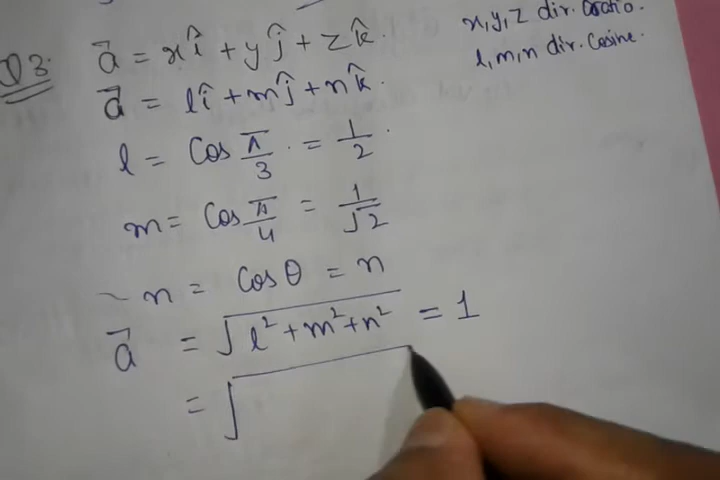 x,y,z dir. ratio.
l,m,n dir. Cosine.
Q3. a⃗ = xî + yĵ + zk̂.
a⃗ = lî + mĵ + nk̂.
l = Cos π/3 . = 1/2 .
m = Cos π/4 = 1/√2
n = Cos θ = n
a⃗ = √(l² + m² + n²) = 1
= √